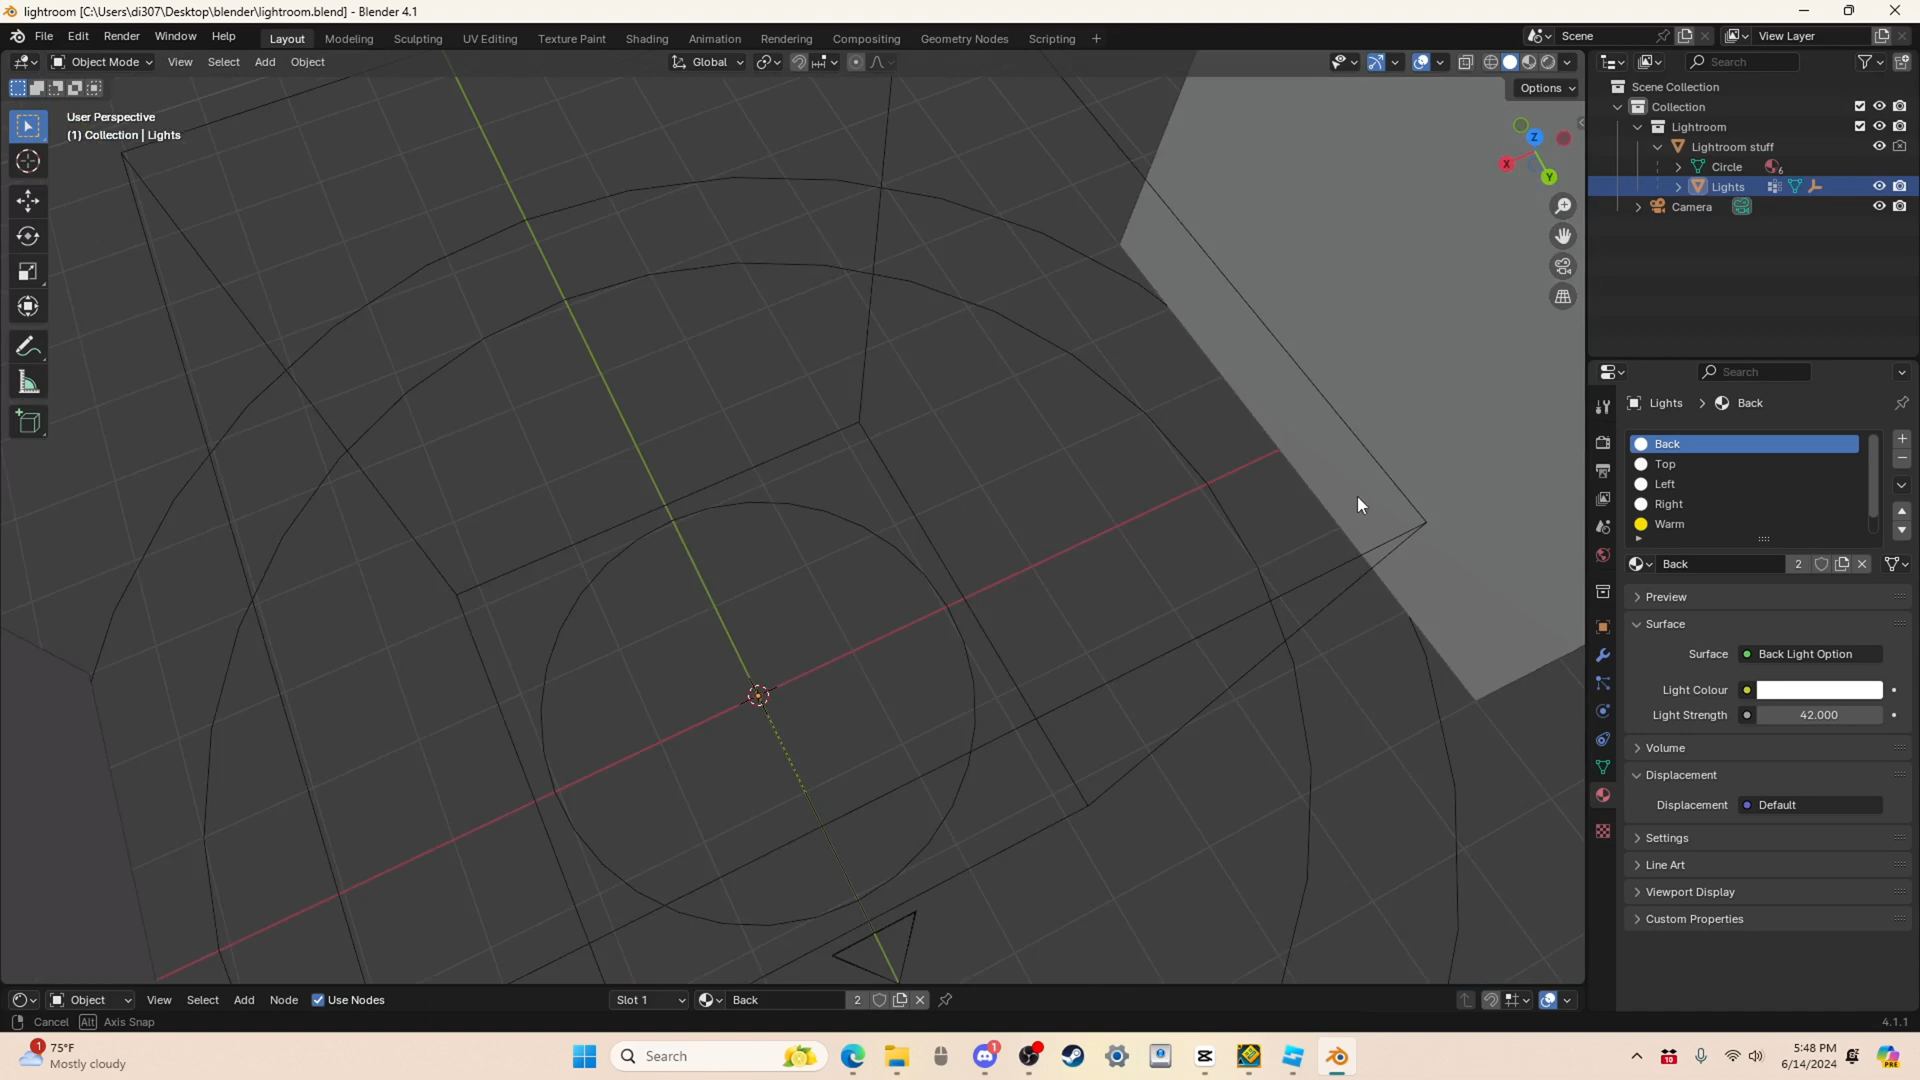 lightroom [C:\Users\di307\Desktop\blender\lightroom.blend] - Blender 4.1
File Edit Render Window Help Layout Modeling Sculpting UV Editing Texture Paint Shading Animation Rendering Compositing Geometry Nodes Scripting + Scene View Layer
Object Mode View Select Add Object Global Search
Options
User Perspective
(1) Collection | Lights
Z
X
Y
Scene Collection
Collection
Lightroom
Lightroom stuff
Circle 6
Lights
Camera
Search
Lights > Back
Back
Top
Left
Right
Warm
Back 2
Preview
Surface
Surface Back Light Option
Light Colour
Light Strength 42.000
Volume
Displacement
Displacement Default
Settings
Line Art
Viewport Display
Custom Properties
Object View Select Add Node Use Nodes Slot 1 Back 2
Cancel Alt Axis Snap 4.1.1
1 75°F
Mostly cloudy
Search
1
10
5:48 PM
6/14/2024
PRE